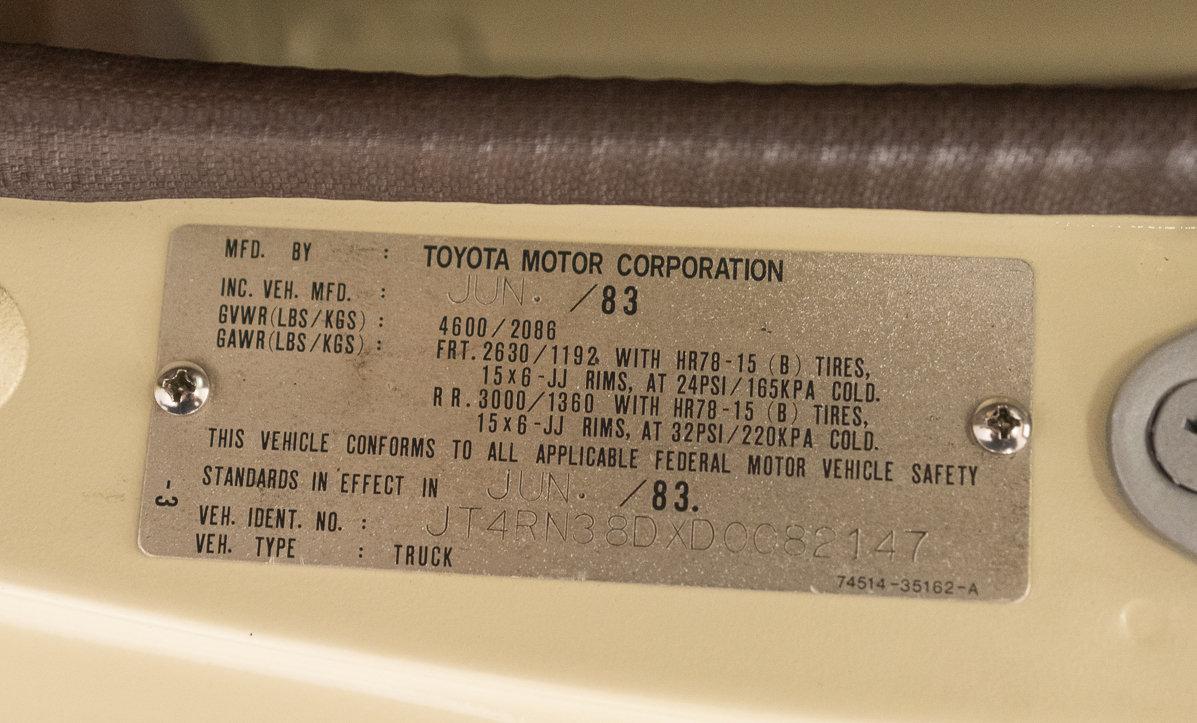 MFD. BY : TOYOTA MOTOR CORPORATION
INC. VEH. MFD. : JUN. /83
GVWR(LBS/KGS) : 4600/2086
GAWR(LBS/KGS) : FRT. 2630/1192 WITH HR78-15 (B) TIRES,
15x6-JJ RIMS, AT 24PSI/165KPA COLD.
RR. 3000/1360 WITH HR78-15 (B) TIRES,
15x6-JJ RIMS, AT 32PSI/220KPA COLD.
THIS VEHICLE CONFORMS TO ALL APPLICABLE FEDERAL MOTOR VEHICLE SAFETY
STANDARDS IN EFFECT IN JUN. /83.
-3
VEH. IDENT. NO. : JT4RN38DXD0082147
VEH. TYPE : TRUCK
74514-35162-A